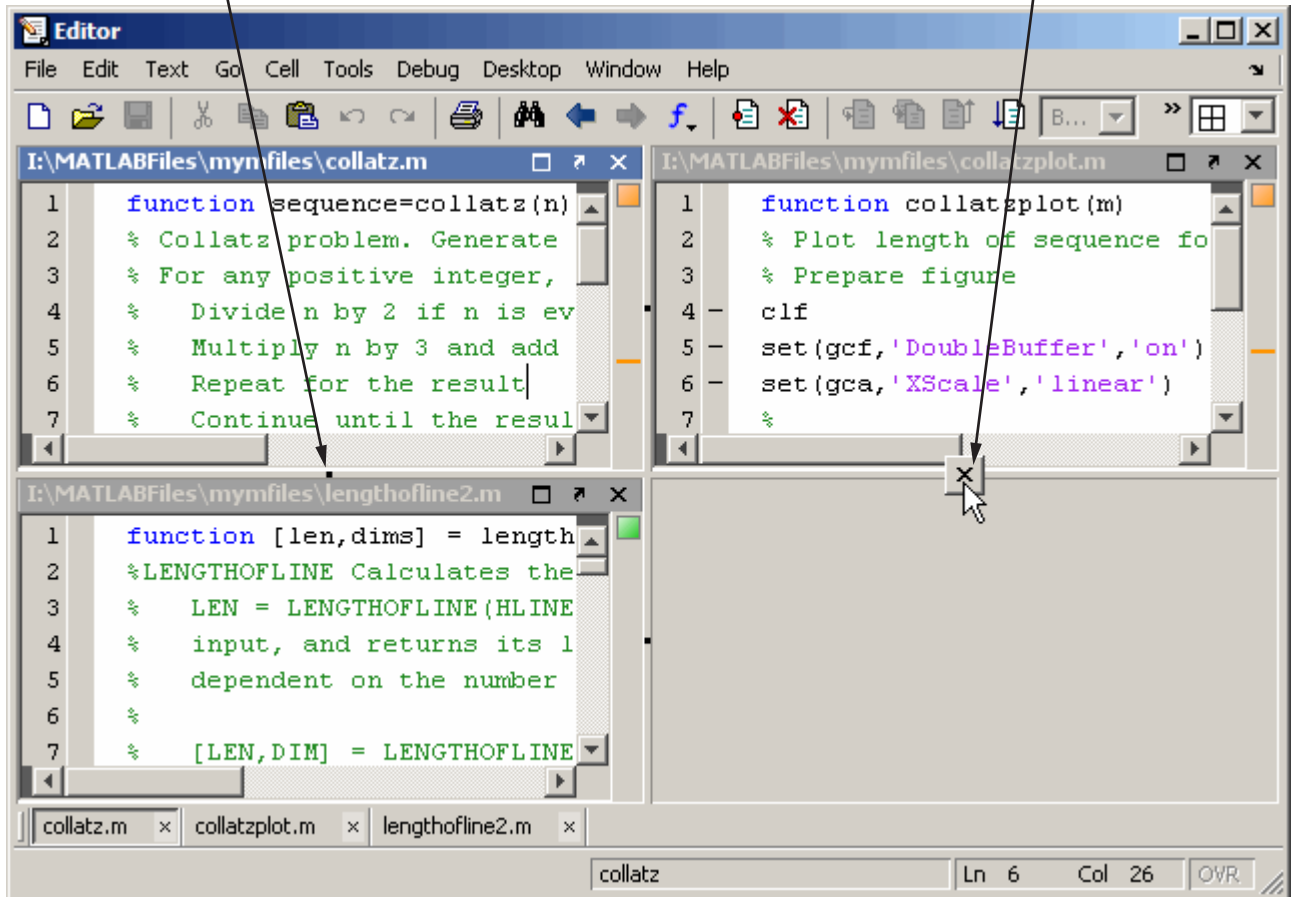 Editor
File Edit Text Go Cell Tools Debug Desktop Window Help
B...
I:\MATLABFiles\mymfiles\collatz.m
1 function sequence=collatz(n)
2 % Collatz problem. Generate
3 % For any positive integer,
4 % Divide n by 2 if n is ev
5 % Multiply n by 3 and add
6 % Repeat for the result
7 % Continue until the resul
I:\MATLABFiles\mymfiles\collatzplot.m
1 function collatzplot(m)
2 % Plot length of sequence fo
3 % Prepare figure
4 – clf
5 – set(gcf,'DoubleBuffer','on')
6 – set(gca,'XScale','linear')
7 %
I:\MATLABFiles\mymfiles\lengthofline2.m
1 function [len,dims] = length
2 %LENGTHOFLINE Calculates the
3 % LEN = LENGTHOFLINE(HLINE
4 % input, and returns its l
5 % dependent on the number
6 %
7 % [LEN,DIM] = LENGTHOFLINE
collatz.m × collatzplot.m × lengthofline2.m ×
collatz Ln 6 Col 26 OVR